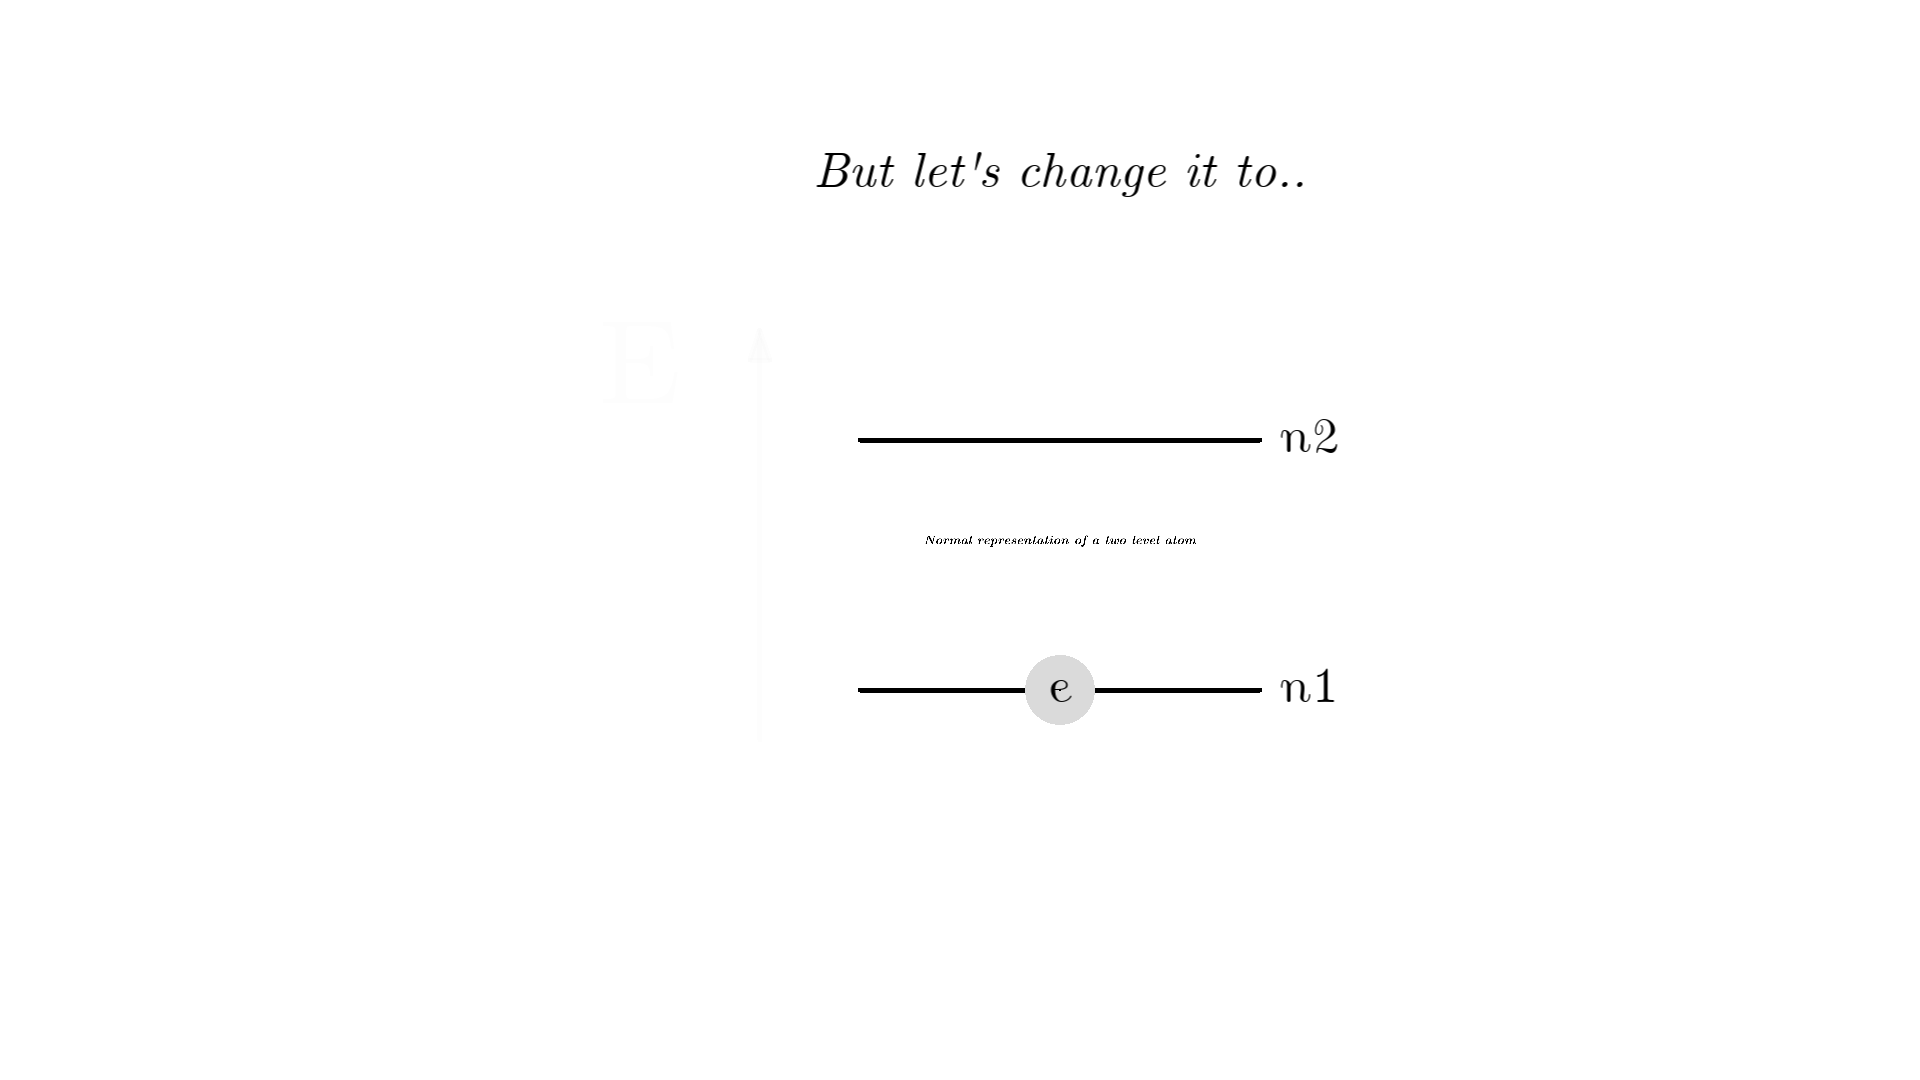 But let's change it to..
E
n2
Normal representation of a two level atom
e
n1